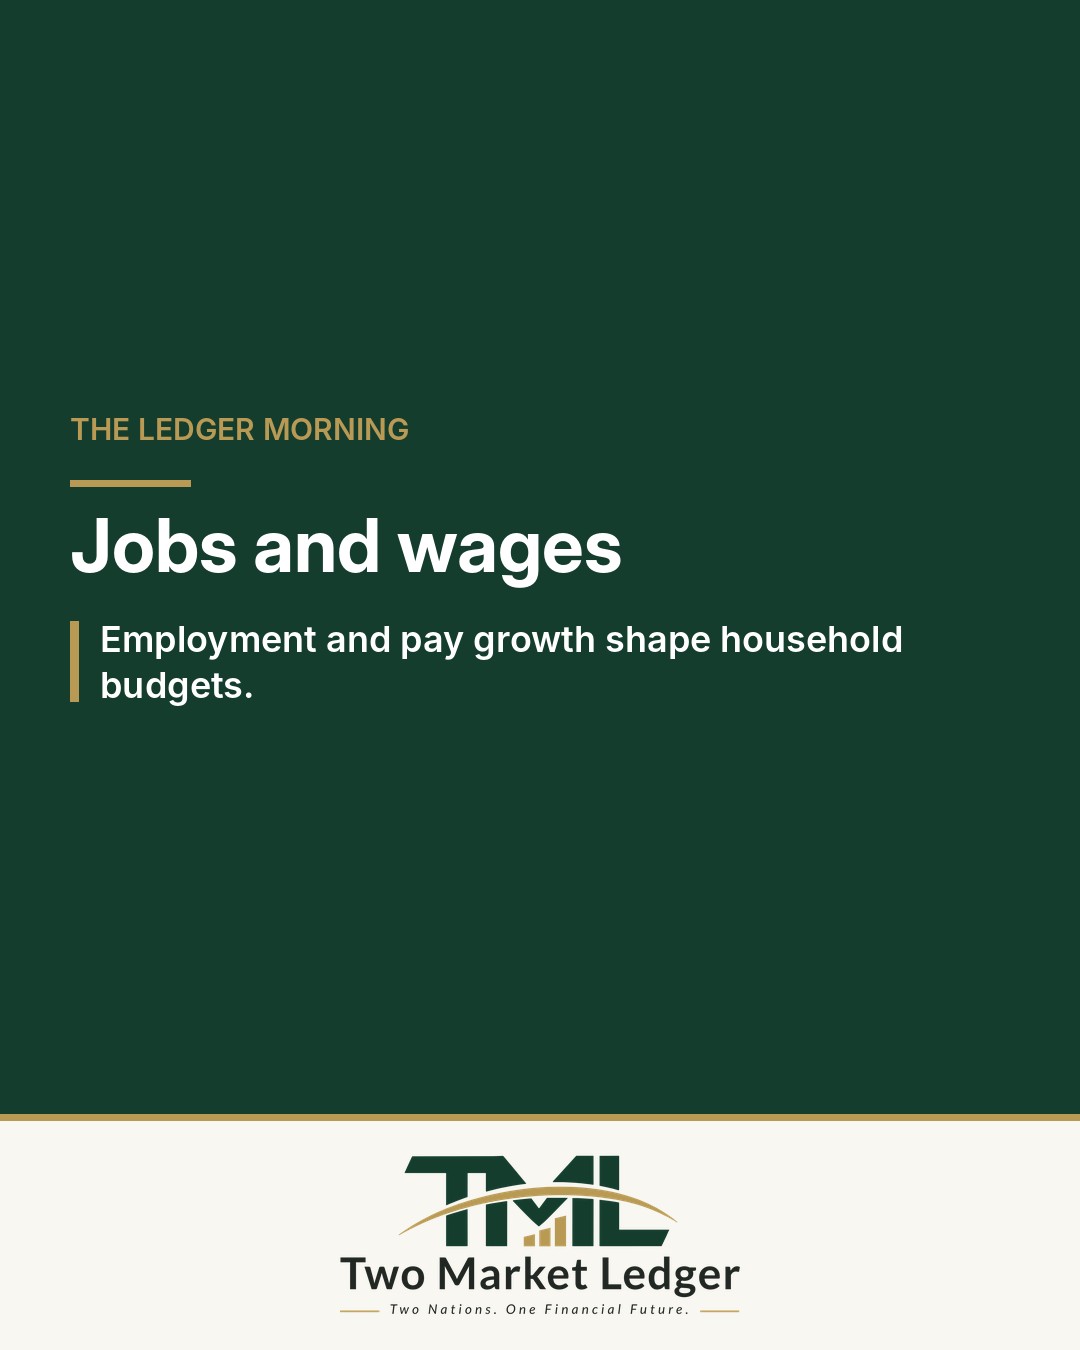 THE LEDGER MORNING
Jobs and wages
Employment and pay growth shape household
budgets.
TML
Two Market Ledger
Two Nations. One Financial Future.